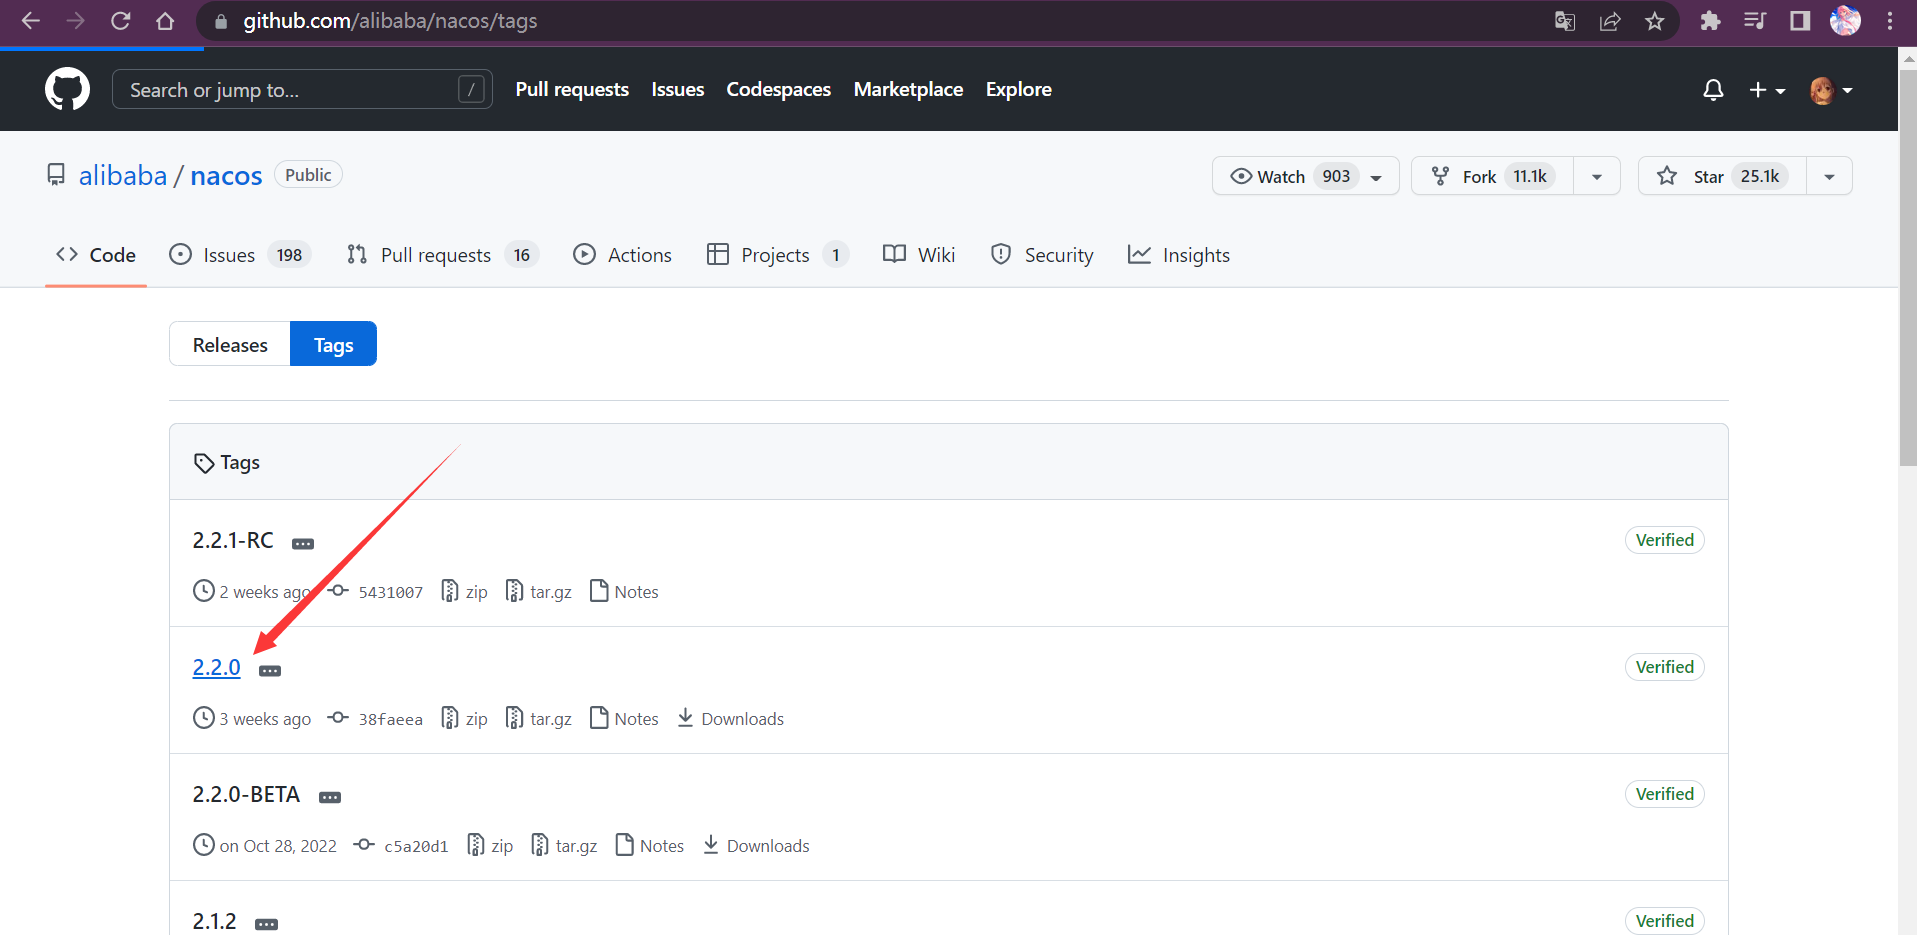 github.com/alibaba/nacos/tags
Search or jump to... / Pull requests Issues Codespaces Marketplace Explore
alibaba / nacos Public Watch 903 Fork 11.1k Star 25.1k
Code Issues 198 Pull requests 16 Actions Projects 1 Wiki Security Insights
Releases Tags
Tags
2.2.1-RC Verified
2 weeks ago 5431007 zip tar.gz Notes
2.2.0 Verified
3 weeks ago 38faeea zip tar.gz Notes Downloads
2.2.0-BETA Verified
on Oct 28, 2022 c5a20d1 zip tar.gz Notes Downloads
2.1.2 Verified